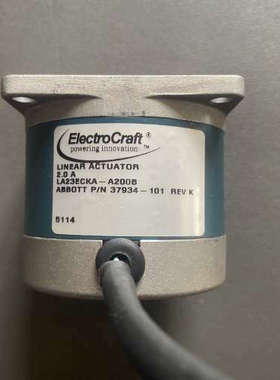 ElectroCraft®
powering innovation™
LINEAR ACTUATOR
2.0 A
LA23ECKA-A200B
ABBOTT P/N 37934-101 REV K
5114